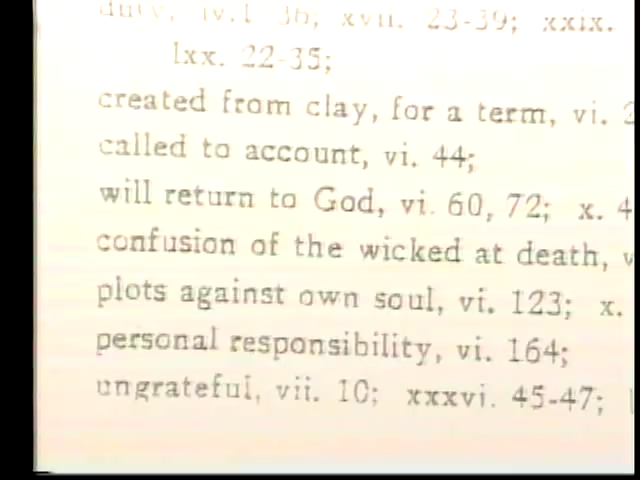 duty, iv. 36; xvii. 23-39; xxix.
lxx. 22-35;
created from clay, for a term, vi.
called to account, vi. 44;
will return to God, vi. 60, 72; x. 4
confusion of the wicked at death, v
plots against own soul, vi. 123; x.
personal responsibility, vi. 164;
ungrateful, vii. 10; xxxvi. 45-47;